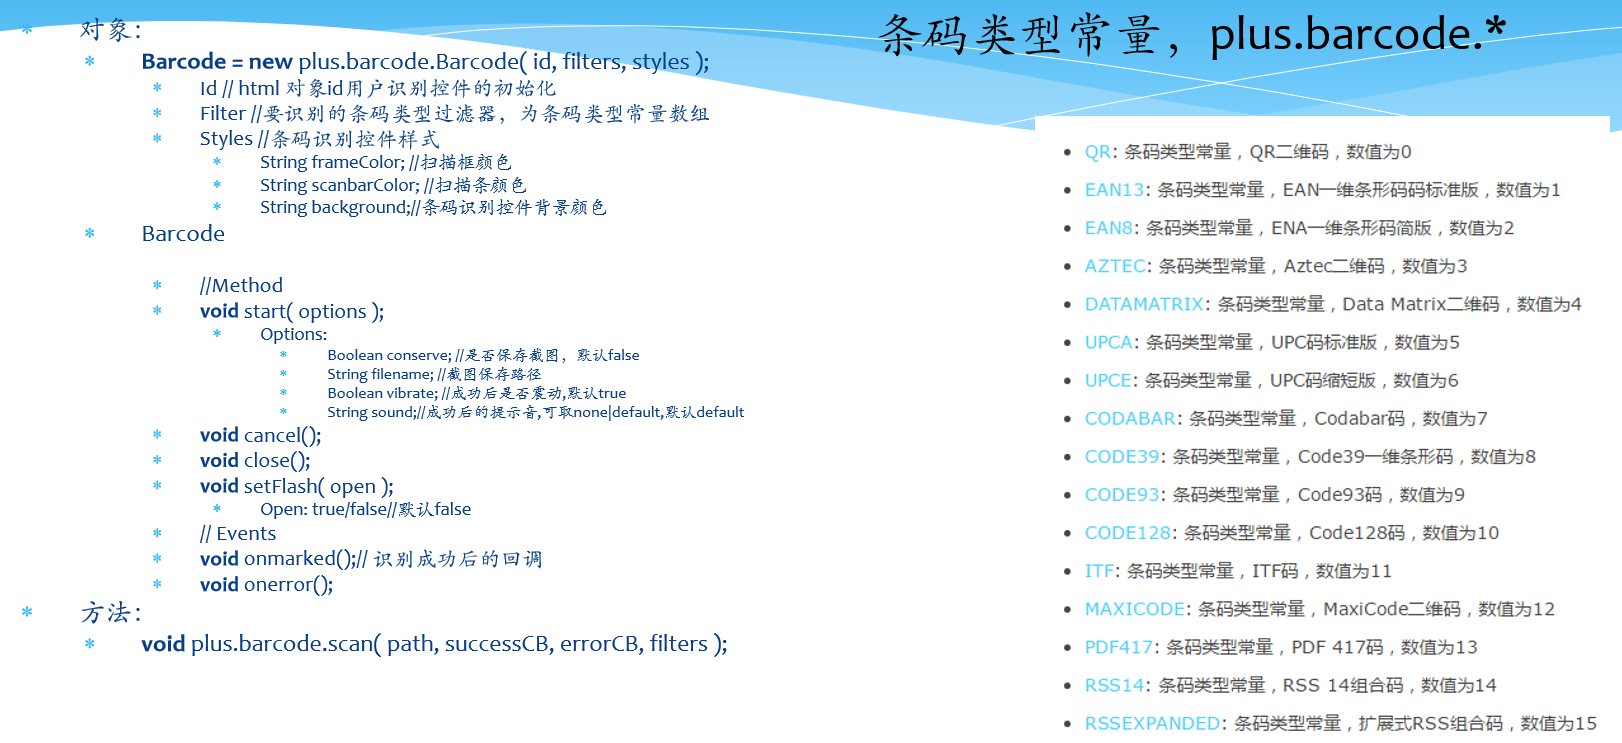 条码类型常量，plus.barcode.*
对象：
Barcode = new plus.barcode.Barcode( id, filters, styles );
Id // html 对象id用户识别控件的初始化
Filter //要识别的条码类型过滤器，为条码类型常量数组
Styles //条码识别控件样式
String frameColor; //扫描框颜色
String scanbarColor; //扫描条颜色
String background;//条码识别控件背景颜色
Barcode
//Method
void start( options );
Options:
Boolean conserve; //是否保存截图，默认false
String filename; //截图保存路径
Boolean vibrate; //成功后是否震动,默认true
String sound;//成功后的提示音,可取none|default,默认default
void cancel();
void close();
void setFlash( open );
Open: true/false//默认false
// Events
void onmarked();// 识别成功后的回调
void onerror();
方法：
void plus.barcode.scan( path, successCB, errorCB, filters );
QR: 条码类型常量，QR二维码，数值为0
EAN13: 条码类型常量，EAN一维条形码码标准版，数值为1
EAN8: 条码类型常量，ENA一维条形码简版，数值为2
AZTEC: 条码类型常量，Aztec二维码，数值为3
DATAMATRIX: 条码类型常量，Data Matrix二维码，数值为4
UPCA: 条码类型常量，UPC码标准版，数值为5
UPCE: 条码类型常量，UPC码缩短版，数值为6
CODABAR: 条码类型常量，Codabar码，数值为7
CODE39: 条码类型常量，Code39一维条形码，数值为8
CODE93: 条码类型常量，Code93码，数值为9
CODE128: 条码类型常量，Code128码，数值为10
ITF: 条码类型常量，ITF码，数值为11
MAXICODE: 条码类型常量，MaxiCode二维码，数值为12
PDF417: 条码类型常量，PDF 417码，数值为13
RSS14: 条码类型常量，RSS 14组合码，数值为14
RSSEXPANDED: 条码类型常量，扩展式RSS组合码，数值为15